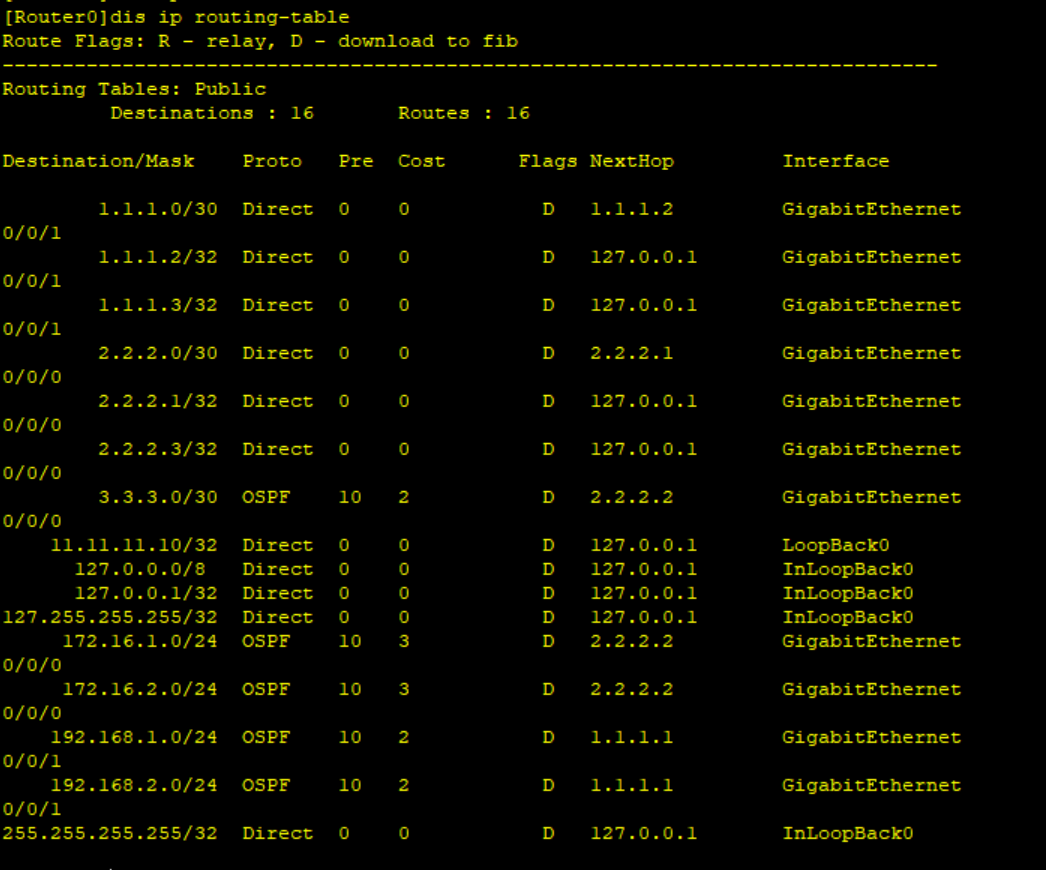 [Router0]dis ip routing-table
Route Flags: R - relay, D - download to fib
------------------------------------------------------------------------------
Routing Tables: Public
         Destinations : 16       Routes : 16

Destination/Mask    Proto   Pre  Cost      Flags NextHop         Interface

        1.1.1.0/30  Direct  0    0           D   1.1.1.2         GigabitEthernet
0/0/1
        1.1.1.2/32  Direct  0    0           D   127.0.0.1       GigabitEthernet
0/0/1
        1.1.1.3/32  Direct  0    0           D   127.0.0.1       GigabitEthernet
0/0/1
        2.2.2.0/30  Direct  0    0           D   2.2.2.1         GigabitEthernet
0/0/0
        2.2.2.1/32  Direct  0    0           D   127.0.0.1       GigabitEthernet
0/0/0
        2.2.2.3/32  Direct  0    0           D   127.0.0.1       GigabitEthernet
0/0/0
        3.3.3.0/30  OSPF    10   2           D   2.2.2.2         GigabitEthernet
0/0/0
    11.11.11.10/32  Direct  0    0           D   127.0.0.1       LoopBack0
      127.0.0.0/8   Direct  0    0           D   127.0.0.1       InLoopBack0
      127.0.0.1/32  Direct  0    0           D   127.0.0.1       InLoopBack0
127.255.255.255/32  Direct  0    0           D   127.0.0.1       InLoopBack0
     172.16.1.0/24  OSPF    10   3           D   2.2.2.2         GigabitEthernet
0/0/0
     172.16.2.0/24  OSPF    10   3           D   2.2.2.2         GigabitEthernet
0/0/0
    192.168.1.0/24  OSPF    10   2           D   1.1.1.1         GigabitEthernet
0/0/1
    192.168.2.0/24  OSPF    10   2           D   1.1.1.1         GigabitEthernet
0/0/1
255.255.255.255/32  Direct  0    0           D   127.0.0.1       InLoopBack0